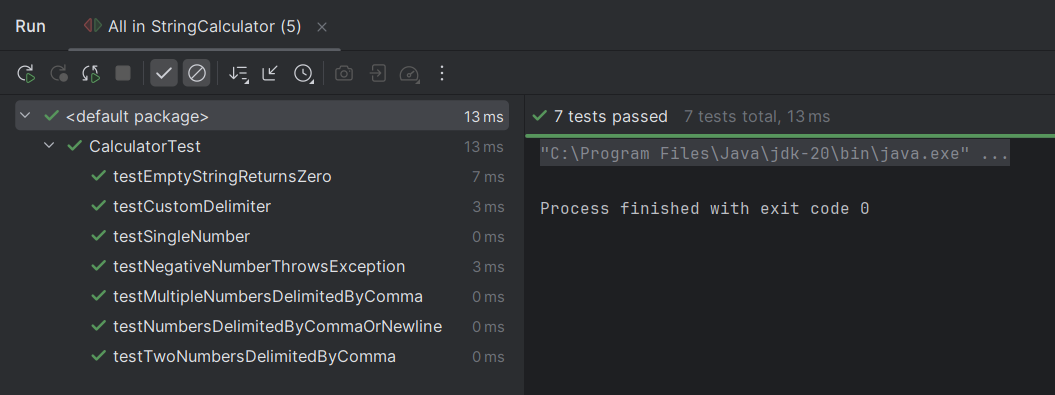 Run All in StringCalculator (5)
<default package> 13 ms
CalculatorTest 13 ms
testEmptyStringReturnsZero 7 ms
testCustomDelimiter 3 ms
testSingleNumber 0 ms
testNegativeNumberThrowsException 3 ms
testMultipleNumbersDelimitedByComma 0 ms
testNumbersDelimitedByCommaOrNewline 0 ms
testTwoNumbersDelimitedByComma 0 ms
7 tests passed 7 tests total, 13 ms
"C:\Program Files\Java\jdk-20\bin\java.exe" ...
Process finished with exit code 0